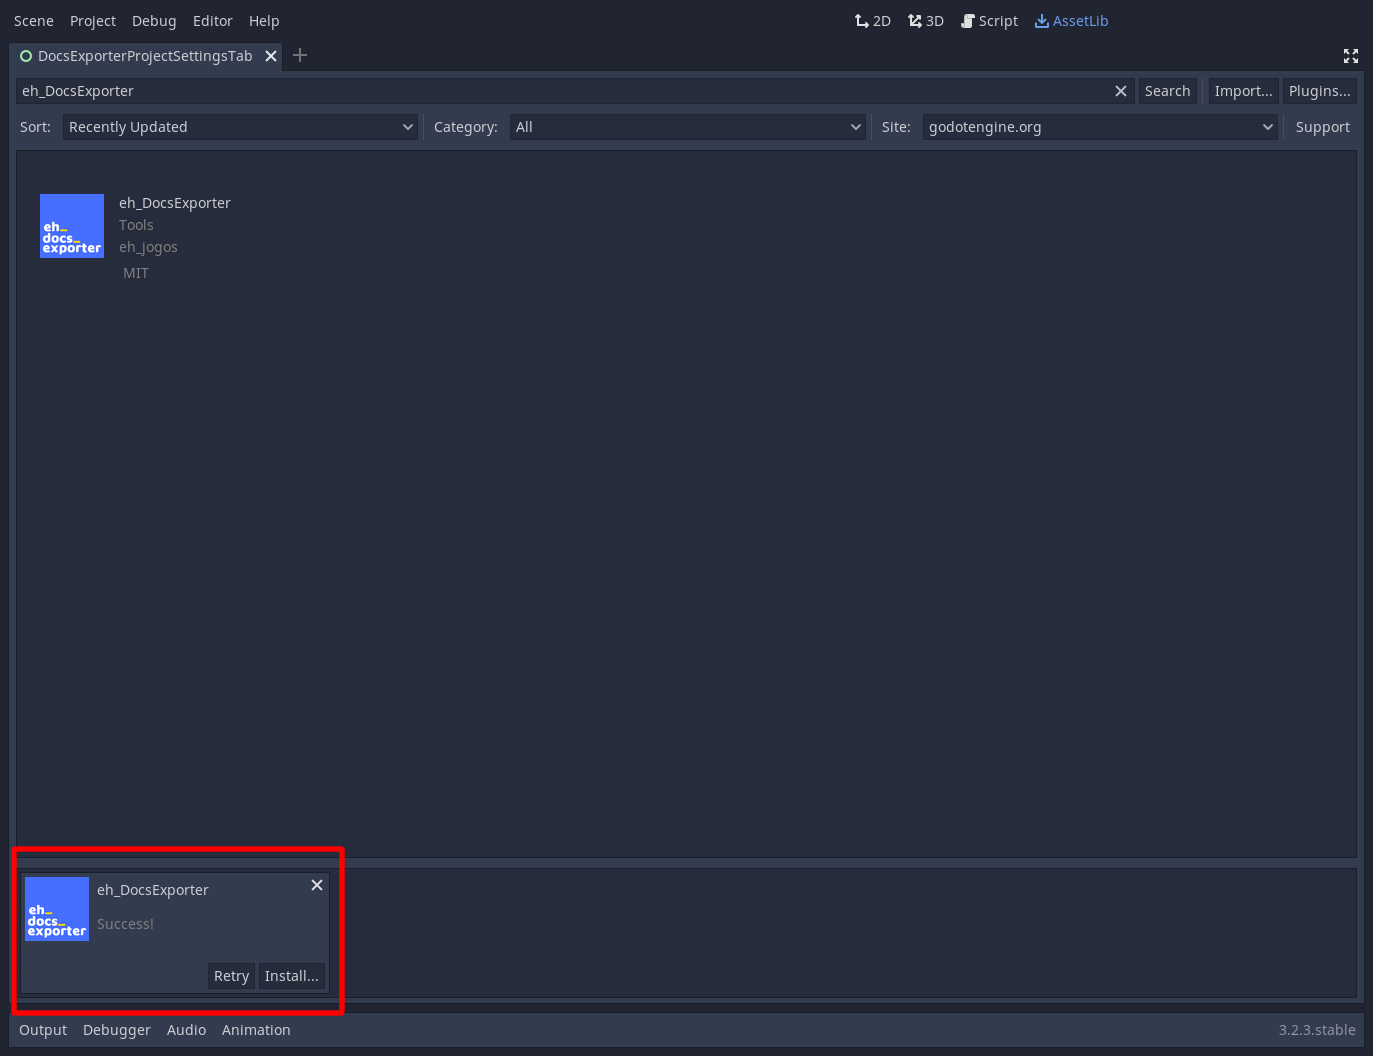 Scene Project Debug Editor Help 2D 3D Script AssetLib
DocsExporterProjectSettingsTab
eh_DocsExporter Search Import... Plugins...
Sort: Recently Updated Category: All Site: godotengine.org Support
eh_
docs_
exporter
eh_DocsExporter
Tools
eh_jogos
MIT
eh_
docs_
exporter
eh_DocsExporter
Success!
Retry Install...
Output Debugger Audio Animation 3.2.3.stable